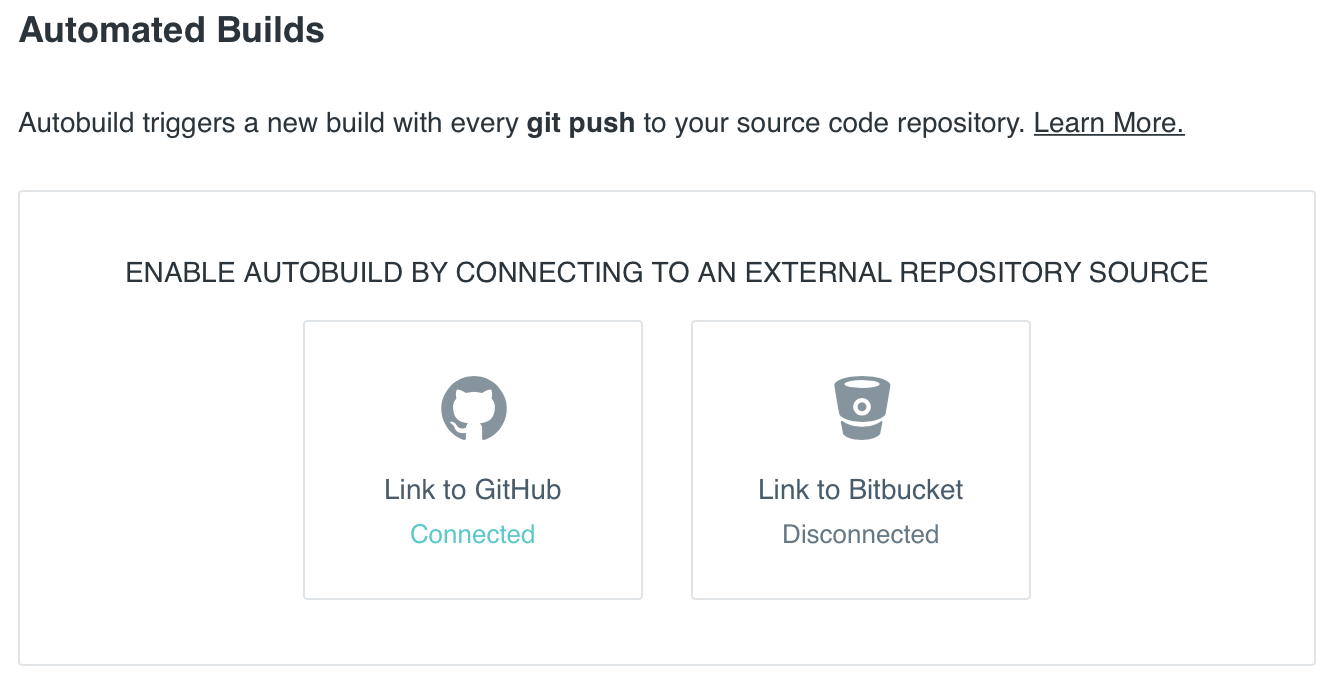 Automated Builds
Autobuild triggers a new build with every git push to your source code repository. Learn More.
ENABLE AUTOBUILD BY CONNECTING TO AN EXTERNAL REPOSITORY SOURCE
Link to GitHub
Connected
Link to Bitbucket
Disconnected